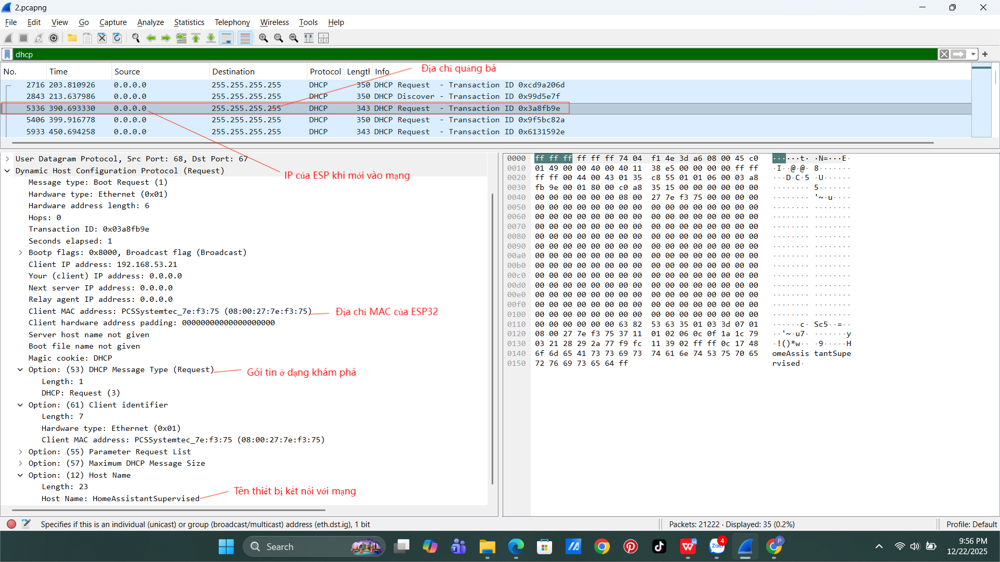 2.pcapng
File Edit View Go Capture Analyze Statistics Telephony Wireless Tools Help
dhcp
No. Time Source Destination Protocol Length Info
Địa chỉ quảng bá
2716 203.810926 0.0.0.0 255.255.255.255 DHCP 350 DHCP Request - Transaction ID 0xcd9a206d
2843 213.637986 0.0.0.0 255.255.255.255 DHCP 350 DHCP Discover - Transaction ID 0x99d5e7f
5336 390.693330 0.0.0.0 255.255.255.255 DHCP 343 DHCP Request - Transaction ID 0x3a8fb9e
5406 399.916778 0.0.0.0 255.255.255.255 DHCP 350 DHCP Request - Transaction ID 0x9f5bc82a
5933 450.694258 0.0.0.0 255.255.255.255 DHCP 343 DHCP Request - Transaction ID 0x6131592e
User Datagram Protocol, Src Port: 68, Dst Port: 67
Dynamic Host Configuration Protocol (Request)
IP của ESP khi mới vào mạng
Message type: Boot Request (1)
Hardware type: Ethernet (0x01)
Hardware address length: 6
Hops: 0
Transaction ID: 0x03a8fb9e
Seconds elapsed: 1
Bootp flags: 0x8000, Broadcast flag (Broadcast)
Client IP address: 192.168.53.21
Your (client) IP address: 0.0.0.0
Next server IP address: 0.0.0.0
Relay agent IP address: 0.0.0.0
Client MAC address: PCSSystemtec_7e:f3:75 (08:00:27:7e:f3:75)
Địa chỉ MAC của ESP32
Client hardware address padding: 00000000000000000000
Server host name not given
Boot file name not given
Magic cookie: DHCP
Option: (53) DHCP Message Type (Request)
Gói tin ở dạng khám phá
Length: 1
DHCP: Request (3)
Option: (61) Client identifier
Length: 7
Hardware type: Ethernet (0x01)
Client MAC address: PCSSystemtec_7e:f3:75 (08:00:27:7e:f3:75)
Option: (55) Parameter Request List
Option: (57) Maximum DHCP Message Size
Option: (12) Host Name
Length: 23
Host Name: HomeAssistantSupervised
Tên thiết bị kết nối với mạng
0000 ff ff ff ff ff ff 74 04 f1 4e 3d a6 08 00 45 c0 ······t· ·N=···E·
0010 01 49 00 00 40 00 40 11 38 e5 00 00 00 00 ff ff ·I··@·@· 8·······
0020 ff ff 00 44 00 43 01 35 c8 55 01 01 06 00 03 a8 ···D·C·5 ·U······
0030 fb 9e 00 01 80 00 c0 a8 35 15 00 00 00 00 00 00 ········ 5·······
0040 00 00 00 00 00 00 08 00 27 7e f3 75 00 00 00 00 ········ '~·u····
0050 00 00 00 00 00 00 00 00 00 00 00 00 00 00 00 00 ········ ········
0060 00 00 00 00 00 00 00 00 00 00 00 00 00 00 00 00 ········ ········
0070 00 00 00 00 00 00 00 00 00 00 00 00 00 00 00 00 ········ ········
0080 00 00 00 00 00 00 00 00 00 00 00 00 00 00 00 00 ········ ········
0090 00 00 00 00 00 00 00 00 00 00 00 00 00 00 00 00 ········ ········
00a0 00 00 00 00 00 00 00 00 00 00 00 00 00 00 00 00 ········ ········
00b0 00 00 00 00 00 00 00 00 00 00 00 00 00 00 00 00 ········ ········
00c0 00 00 00 00 00 00 00 00 00 00 00 00 00 00 00 00 ········ ········
00d0 00 00 00 00 00 00 00 00 00 00 00 00 00 00 00 00 ········ ········
00e0 00 00 00 00 00 00 00 00 00 00 00 00 00 00 00 00 ········ ········
00f0 00 00 00 00 00 00 00 00 00 00 00 00 00 00 00 00 ········ ········
0100 00 00 00 00 00 00 00 00 00 00 00 00 00 00 00 00 ········ ········
0110 00 00 00 00 00 00 63 82 53 63 35 01 03 3d 07 01 ······c· Sc5··=··
0120 08 00 27 7e f3 75 37 11 01 02 06 0c 0f 1a 1c 79 ··'~·u7· ·······y
0130 03 21 28 29 2a 77 f9 fc 11 39 02 ff ff 0c 17 48 ·!()*w·· ·9·····H
0140 6f 6d 65 41 73 73 69 73 74 61 6e 74 53 75 70 65 omeAssis tantSupe
0150 72 76 69 73 65 64 ff rvised·
Specifies if this is an individual (unicast) or group (broadcast/multicast) address (eth.dst.ig), 1 bit
Packets: 21222 · Displayed: 35 (0.2%)
Profile: Default
Search
Zalo
4
P
9:56 PM
12/22/2025